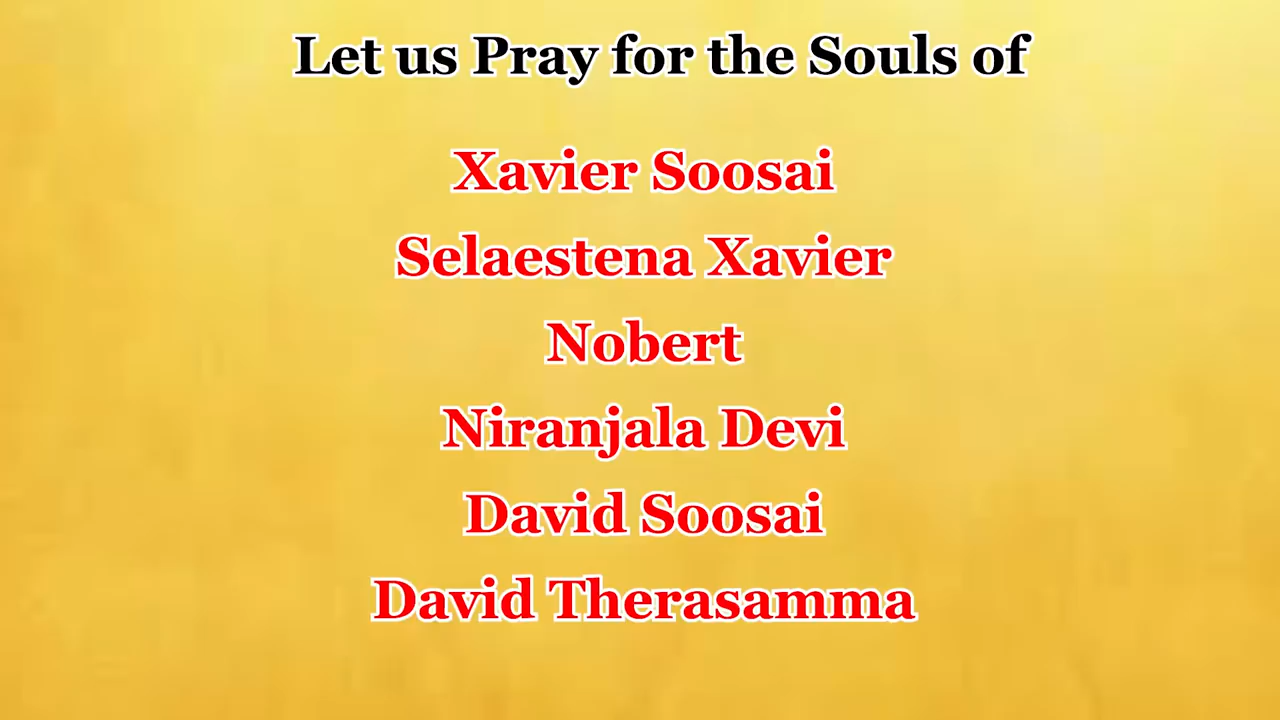 Let us Pray for the Souls of
Xavier Soosai
Selaestena Xavier
Nobert
Niranjala Devi
David Soosai
David Therasamma